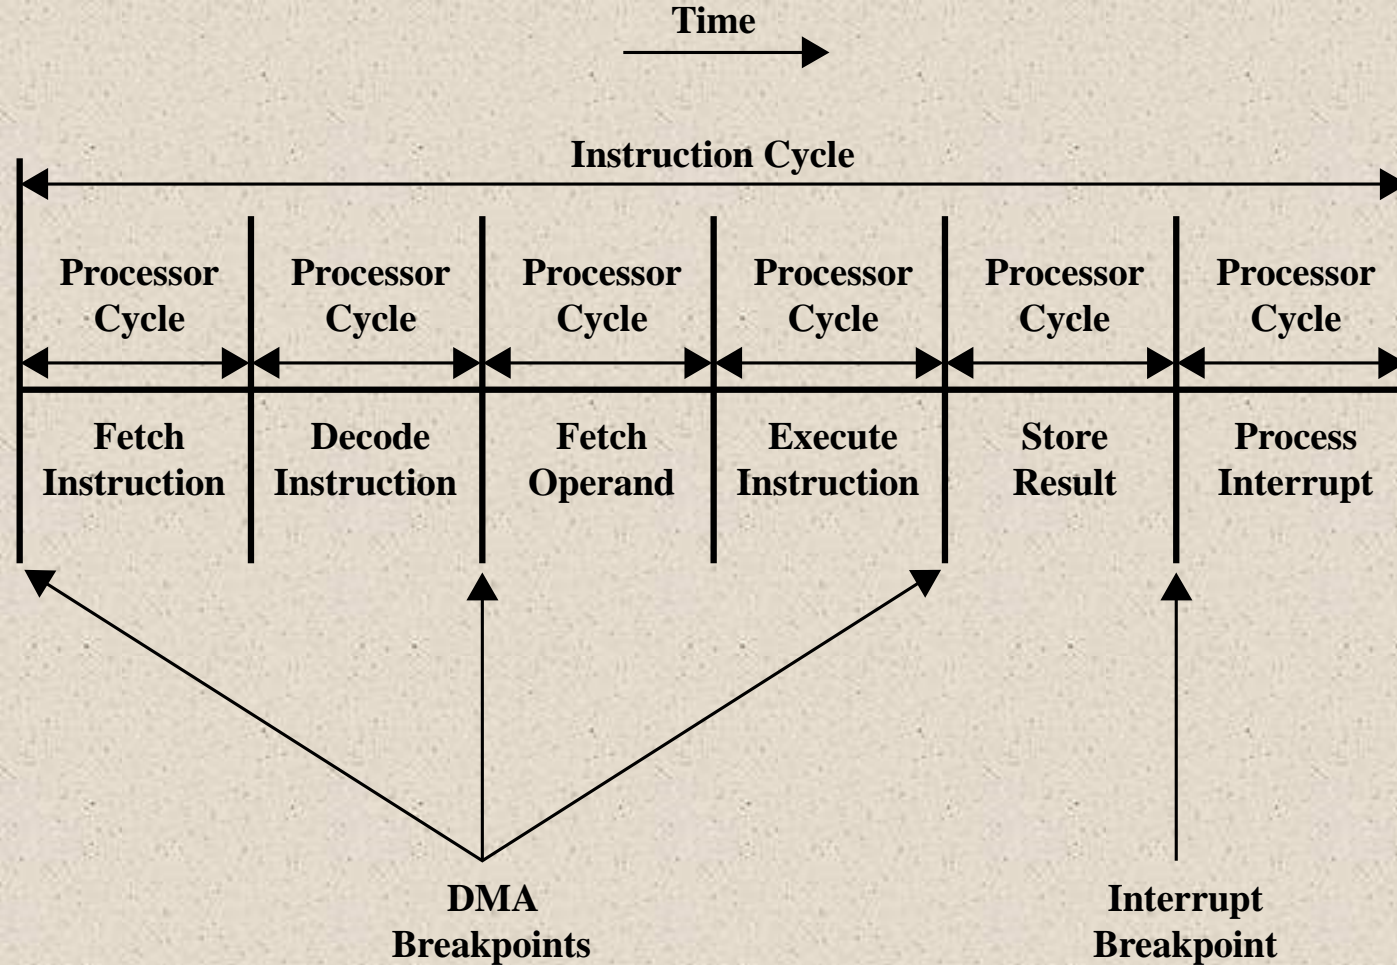 Time
Instruction Cycle
Processor
Cycle
Processor
Cycle
Processor
Cycle
Processor
Cycle
Processor
Cycle
Processor
Cycle
Fetch
Instruction
Decode
Instruction
Fetch
Operand
Execute
Instruction
Store
Result
Process
Interrupt
DMA
Breakpoints
Interrupt
Breakpoint